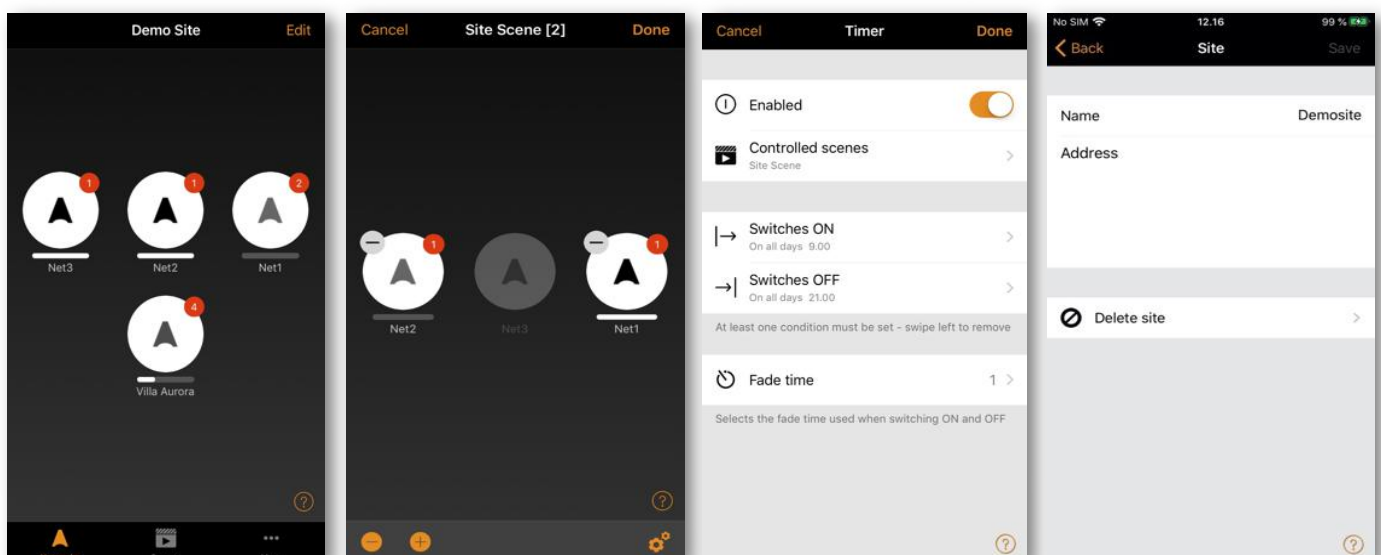 Demo Site
Edit
1
1
2
Net3
Net2
Net1
4
Villa Aurora
?
Cancel
Site Scene [2]
Done
1
1
Net2
Net3
Net1
?
Cancel
Timer
Done
Enabled
Controlled scenes
Site Scene
Switches ON
On all days 9.00
Switches OFF
On all days 21.00
At least one condition must be set - swipe left to remove
Fade time
1
Selects the fade time used when switching ON and OFF
?
No SIM
12.16
99 %
Back
Site
Save
Name
Demosite
Address
Delete site
?